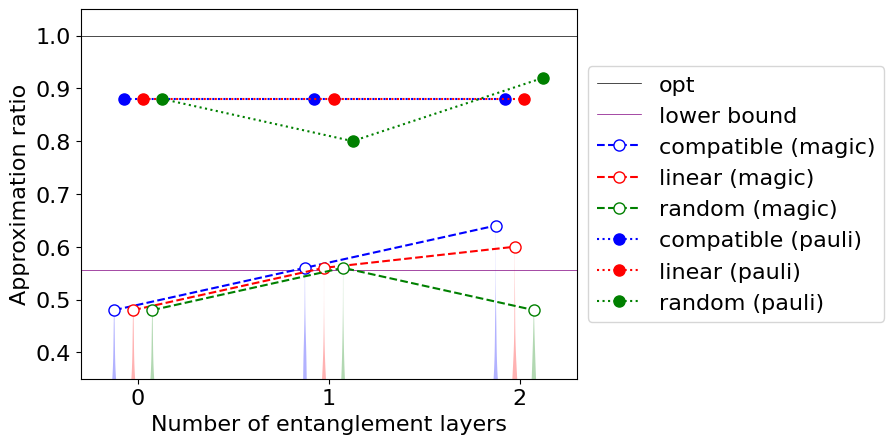 1.0
0.9
0.8
0.7
0.6
0.5
0.4
Approximation ratio
0
1
2
Number of entanglement layers
opt
lower bound
compatible (magic)
linear (magic)
random (magic)
compatible (pauli)
linear (pauli)
random (pauli)